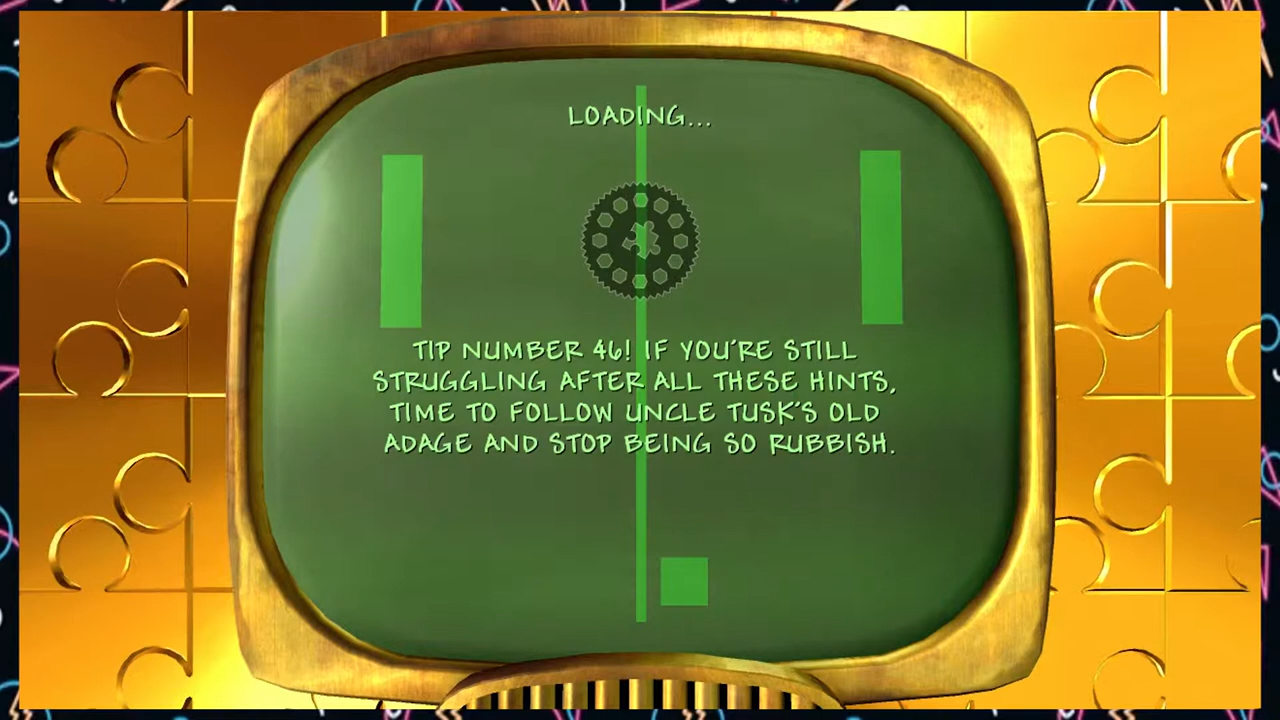 LOADING...
TIP NUMBER 46! IF YOU'RE STILL
STRUGGLING AFTER ALL THESE HINTS,
TIME TO FOLLOW UNCLE TUSK'S OLD
ADAGE AND STOP BEING SO RUBBISH.